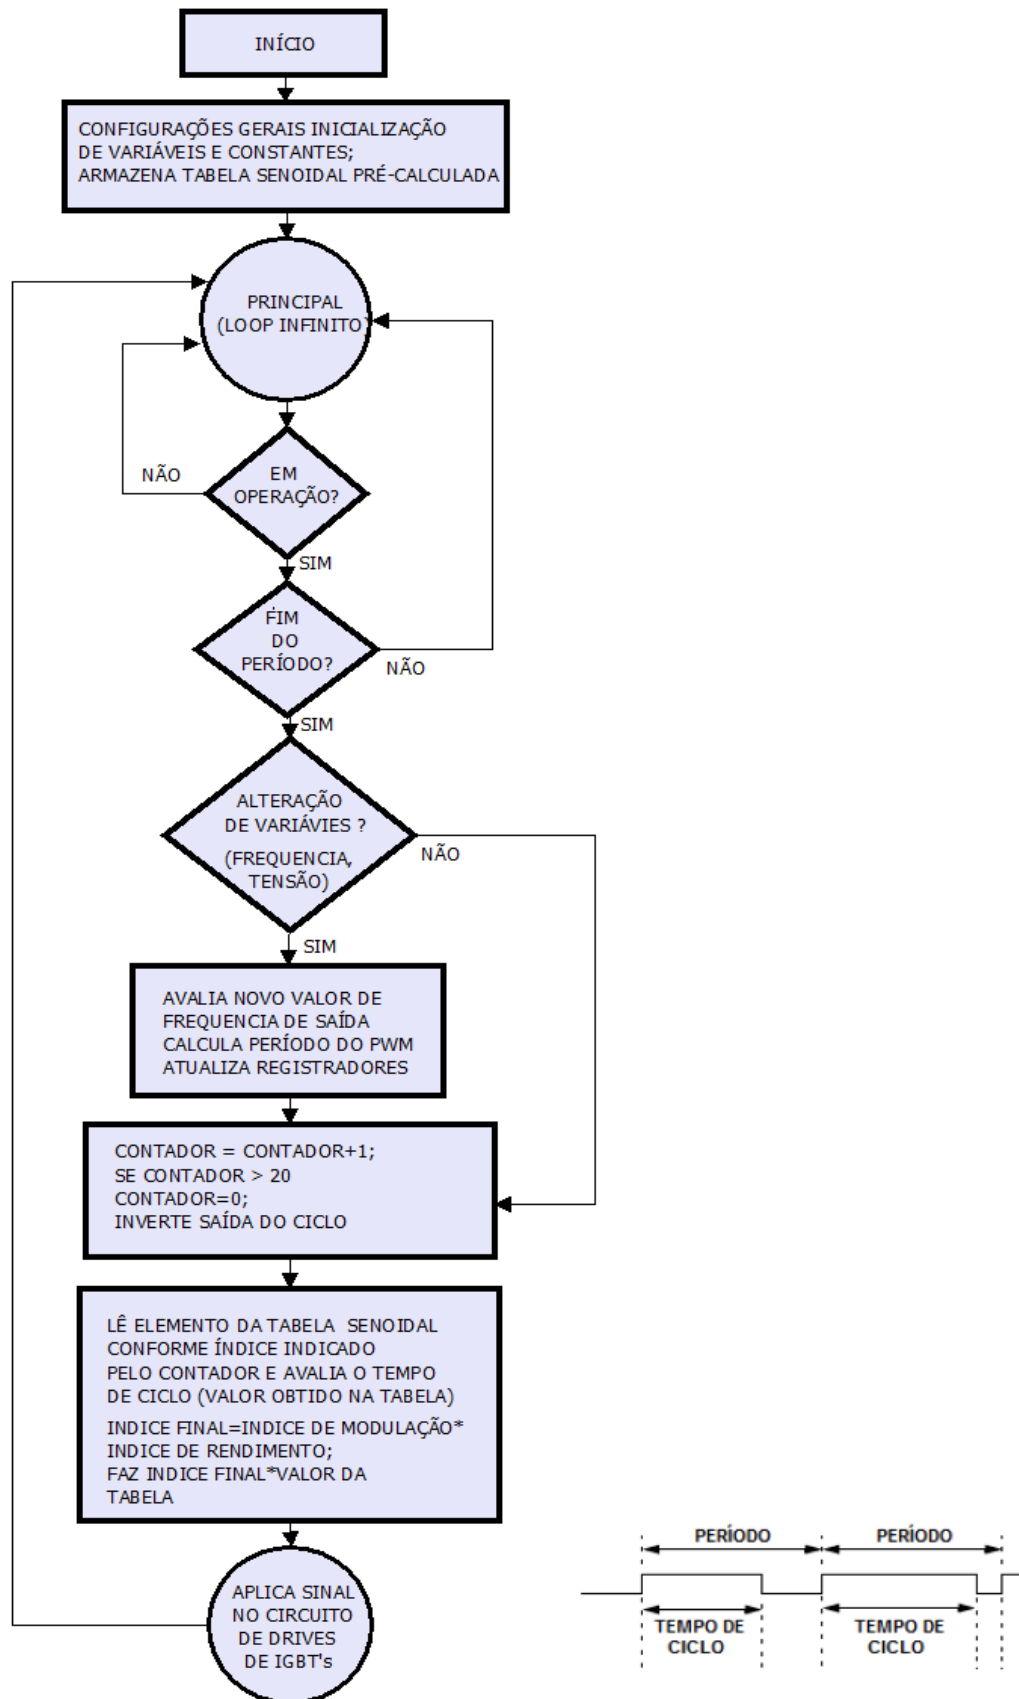 INÍCIO
CONFIGURAÇÕES GERAIS INICIALIZAÇÃO
DE VARIÁVEIS E CONSTANTES;
ARMAZENA TABELA SENOIDAL PRÉ-CALCULADA
PRINCIPAL
(LOOP INFINITO)
EM
OPERAÇÃO?
NÃO
SIM
FIM
DO
PERÍODO?
NÃO
SIM
ALTERAÇÃO
DE VARIÁVIES ?
(FREQUENCIA,
TENSÃO)
NÃO
SIM
AVALIA NOVO VALOR DE
FREQUENCIA DE SAÍDA
CALCULA PERÍODO DO PWM
ATUALIZA REGISTRADORES
CONTADOR = CONTADOR+1;
SE CONTADOR > 20
CONTADOR=0;
INVERTE SAÍDA DO CICLO
LÊ ELEMENTO DA TABELA SENOIDAL
CONFORME ÍNDICE INDICADO
PELO CONTADOR E AVALIA O TEMPO
DE CICLO (VALOR OBTIDO NA TABELA)
INDICE FINAL=INDICE DE MODULAÇÃO*
INDICE DE RENDIMENTO;
FAZ INDICE FINAL*VALOR DA
TABELA
APLICA SINAL
NO CIRCUITO
DE DRIVES
DE IGBT's
PERÍODO
PERÍODO
TEMPO DE
CICLO
TEMPO DE
CICLO